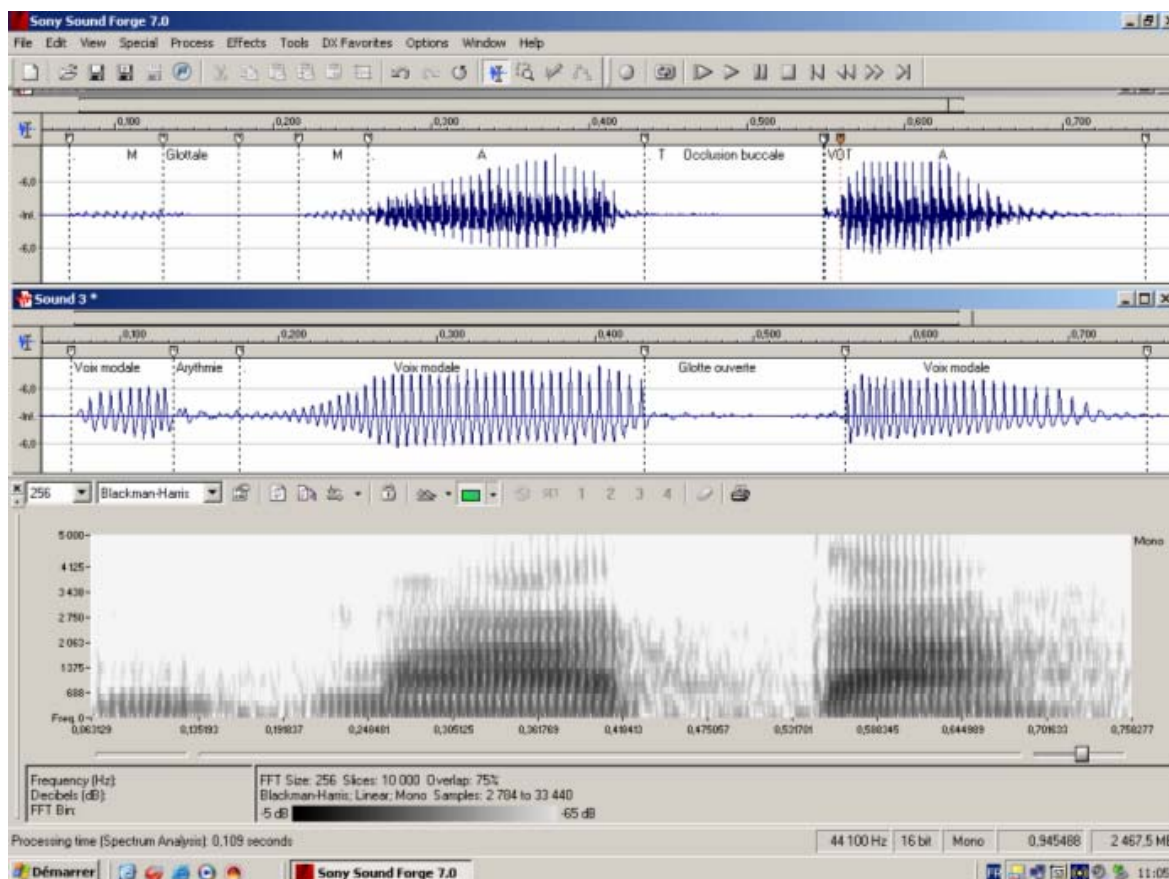 Sony Sound Forge 7.0
File Edit View Special Process Effects Tools DX Favorites Options Window Help
0,100 0,200 0,300 0,400 0,500 0,600 0,700
M Glottale M A T Occlusion buccale VOT A
-6,0
-Inf.
-6,0
Sound 3 *
0,100 0,200 0,300 0,400 0,500 0,600 0,700
Voix modale Arythmie Voix modale Glotte ouverte Voix modale
-6,0
-Inf.
-6,0
256 Blackman-Harris SET 1 2 3 4
5 000 Mono
4 125
3 438
2 750
2 063
1 375
688
Freq. 0
0,063129 0,135193 0,191837 0,248481 0,305125 0,361769 0,418413 0,475057 0,531701 0,588345 0,644989 0,701633 0,758277
Frequency (Hz):
Decibels (dB):
FFT Bin:
FFT Size: 256 Slices: 10 000 Overlap: 75%
Blackman-Harris; Linear; Mono Samples: 2 784 to 33 440
-5 dB -65 dB
Processing time (Spectrum Analysis): 0,109 seconds
44 100 Hz 16 bit Mono 0,945488 2 467,5 MB
Démarrer Sony Sound Forge 7.0 FR